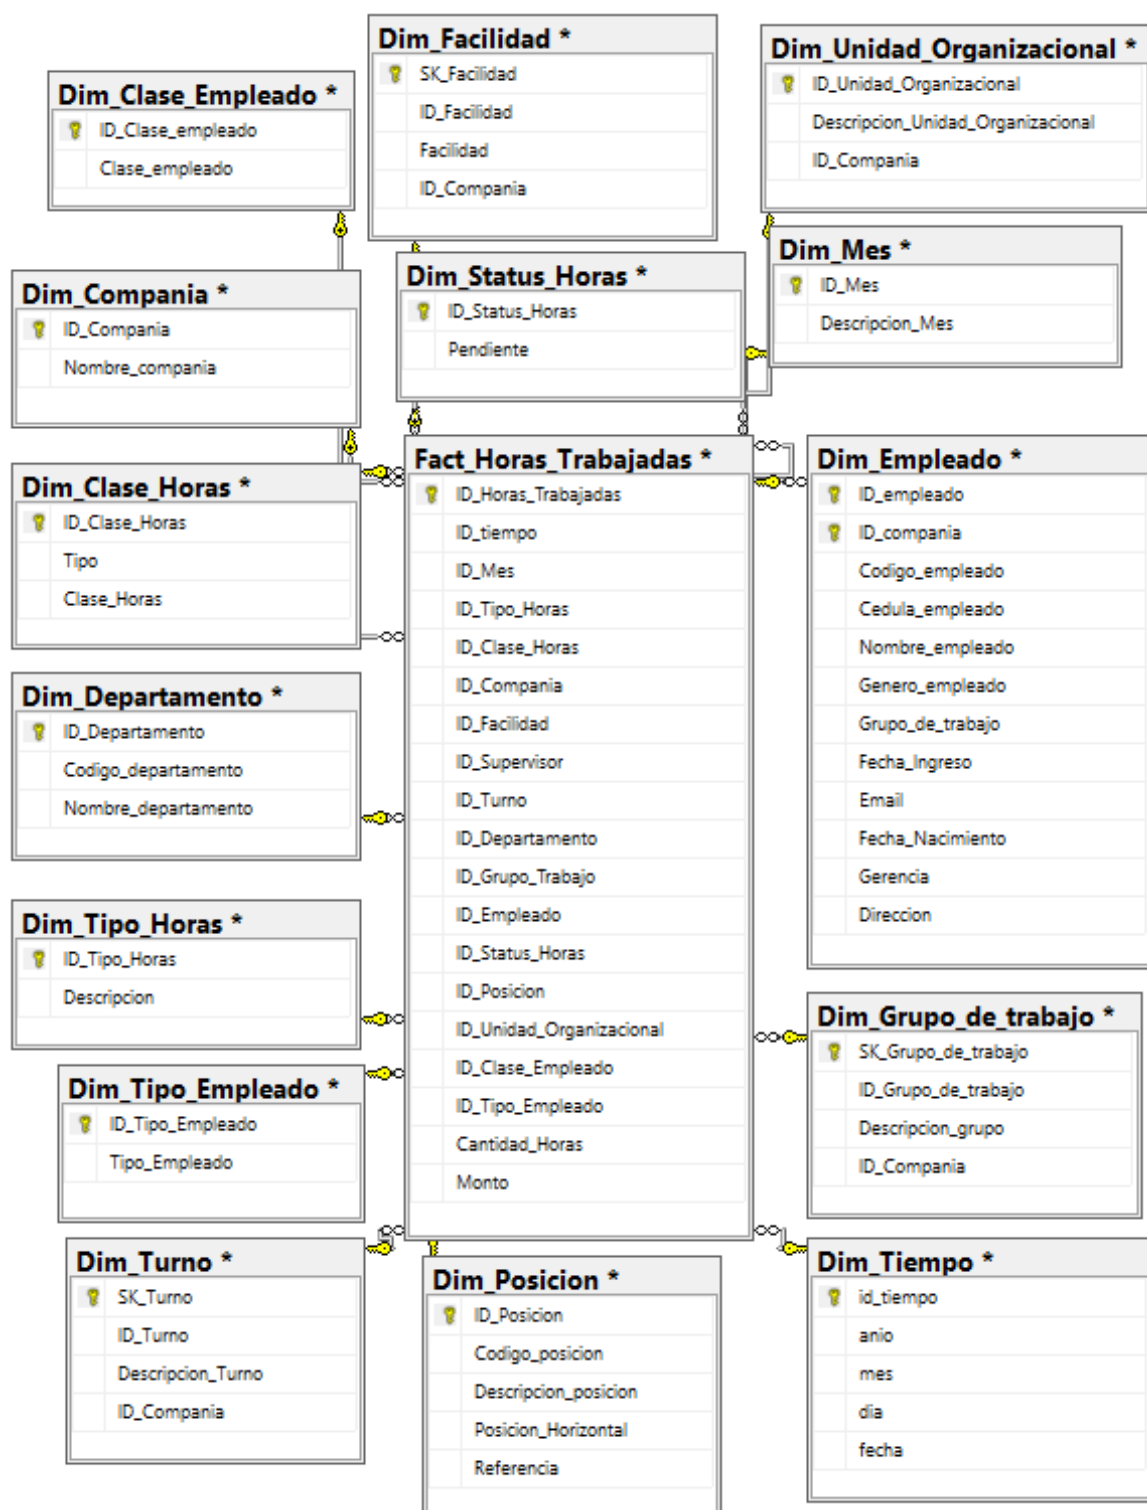 Dim_Facilidad *
SK_Facilidad
ID_Facilidad
Facilidad
ID_Compania
Dim_Unidad_Organizacional *
ID_Unidad_Organizacional
Descripcion_Unidad_Organizacional
ID_Compania
Dim_Clase_Empleado *
ID_Clase_empleado
Clase_empleado
Dim_Mes *
ID_Mes
Descripcion_Mes
Dim_Status_Horas *
ID_Status_Horas
Pendiente
Dim_Compania *
ID_Compania
Nombre_compania
Dim_Clase_Horas *
ID_Clase_Horas
Tipo
Clase_Horas
Fact_Horas_Trabajadas *
ID_Horas_Trabajadas
ID_tiempo
ID_Mes
ID_Tipo_Horas
ID_Clase_Horas
ID_Compania
ID_Facilidad
ID_Supervisor
ID_Turno
ID_Departamento
ID_Grupo_Trabajo
ID_Empleado
ID_Status_Horas
ID_Posicion
ID_Unidad_Organizacional
ID_Clase_Empleado
ID_Tipo_Empleado
Cantidad_Horas
Monto
Dim_Empleado *
ID_empleado
ID_compania
Codigo_empleado
Cedula_empleado
Nombre_empleado
Genero_empleado
Grupo_de_trabajo
Fecha_Ingreso
Email
Fecha_Nacimiento
Gerencia
Direccion
Dim_Departamento *
ID_Departamento
Codigo_departamento
Nombre_departamento
Dim_Tipo_Horas *
ID_Tipo_Horas
Descripcion
Dim_Tipo_Empleado *
ID_Tipo_Empleado
Tipo_Empleado
Dim_Grupo_de_trabajo *
SK_Grupo_de_trabajo
ID_Grupo_de_trabajo
Descripcion_grupo
ID_Compania
Dim_Turno *
SK_Turno
ID_Turno
Descripcion_Turno
ID_Compania
Dim_Posicion *
ID_Posicion
Codigo_posicion
Descripcion_posicion
Posicion_Horizontal
Referencia
Dim_Tiempo *
id_tiempo
anio
mes
dia
fecha